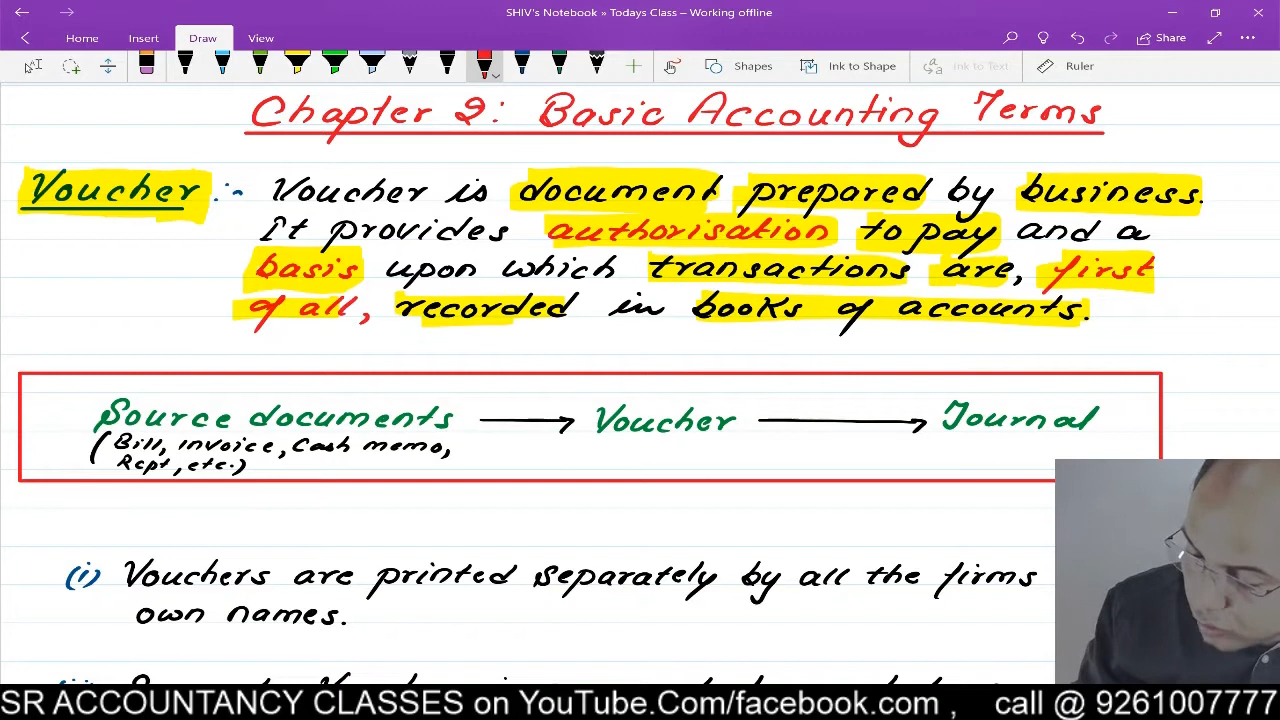 SHIV's Notebook » Todays Class – Working offline
Home Insert Draw View Share
Shapes Ink to Shape Ink to Text Ruler
Chapter 2: Basic Accounting Terms
Voucher :- Voucher is document prepared by business.
It provides authorisation to pay and a
basis upon which transactions are, first
of all, recorded in books of accounts.
Source documents → Voucher → Journal
(Bill, invoice, Cash memo,
Rcpt, etc.)
(i) Vouchers are printed separately by all the firms
own names.
SR ACCOUNTANCY CLASSES on YouTube.Com/facebook.com , call @ 9261007777